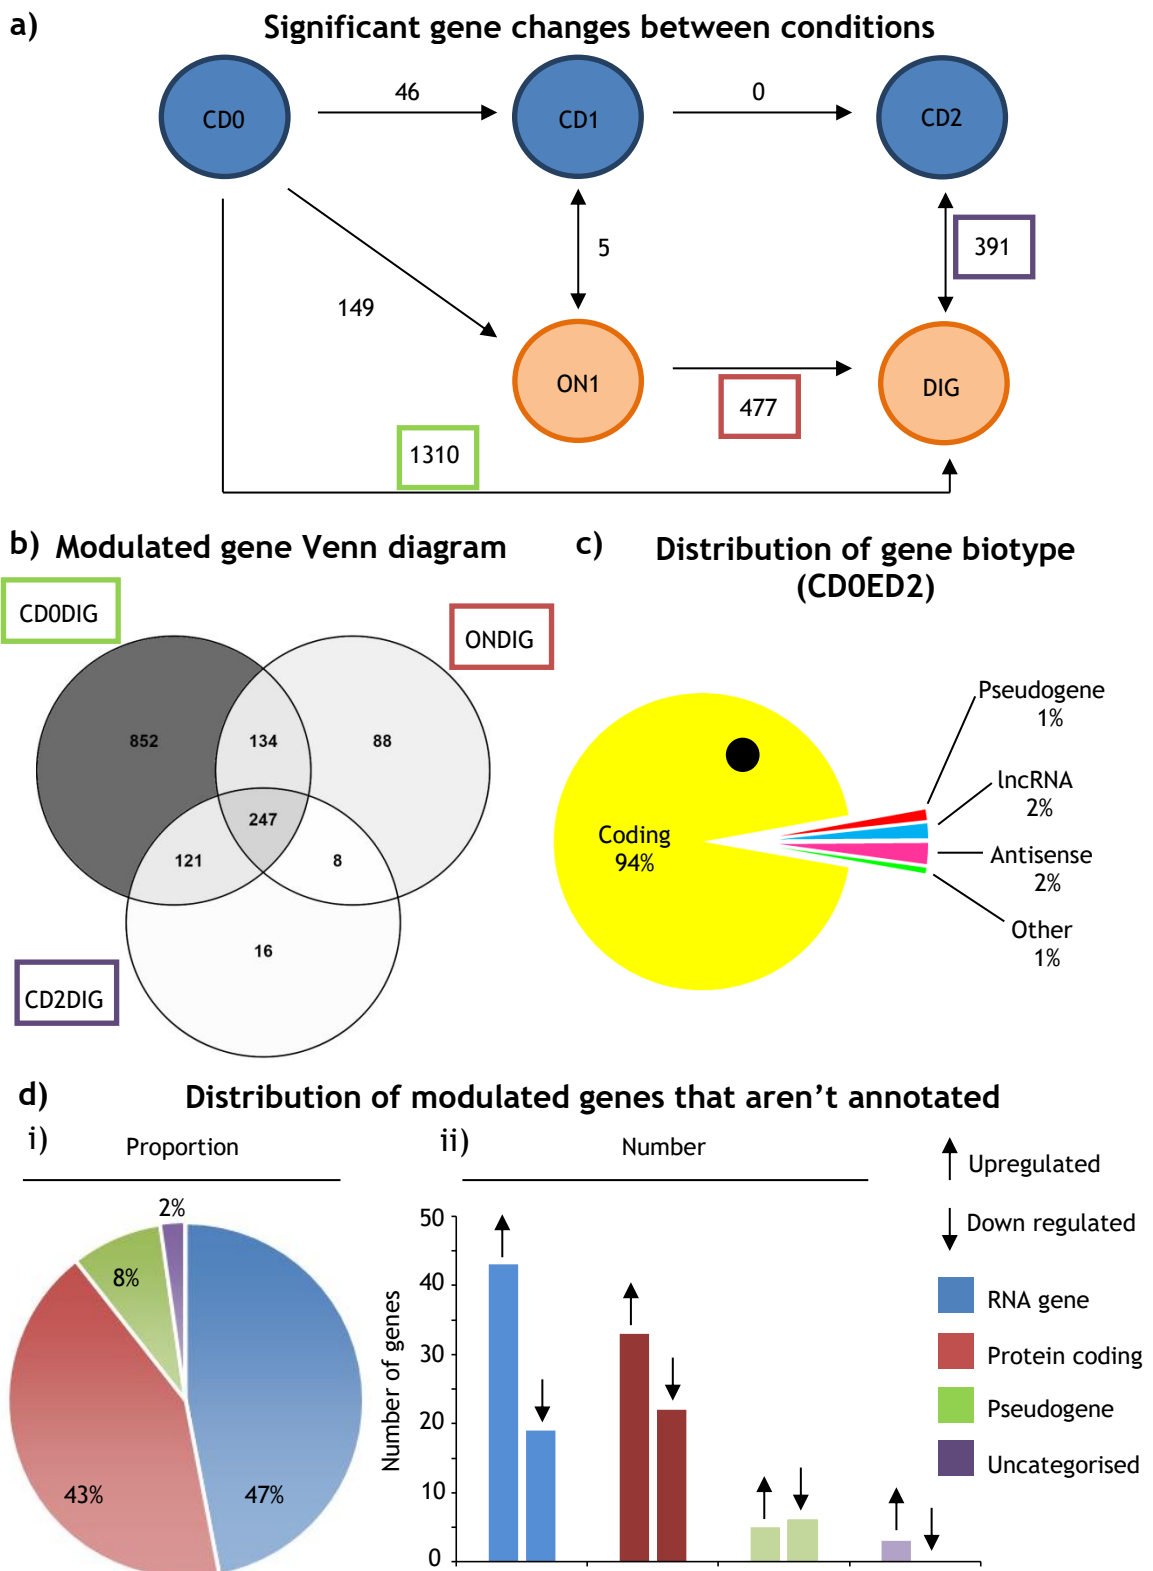 a)
Significant gene changes between conditions
CD0
46
CD1
0
CD2
149
5
391
ON1
477
DIG
1310
b)
Modulated gene Venn diagram
CD0DIG
ONDIG
852
134
88
247
121
8
16
CD2DIG
c)
Distribution of gene biotype
(CD0ED2)
Coding
94%
Pseudogene
1%
lncRNA
2%
Antisense
2%
Other
1%
d)
Distribution of modulated genes that aren’t annotated
i)
Proportion
2%
8%
43%
47%
ii)
Number
Number of genes
50
40
30
20
10
0
Upregulated
Down regulated
RNA gene
Protein coding
Pseudogene
Uncategorised